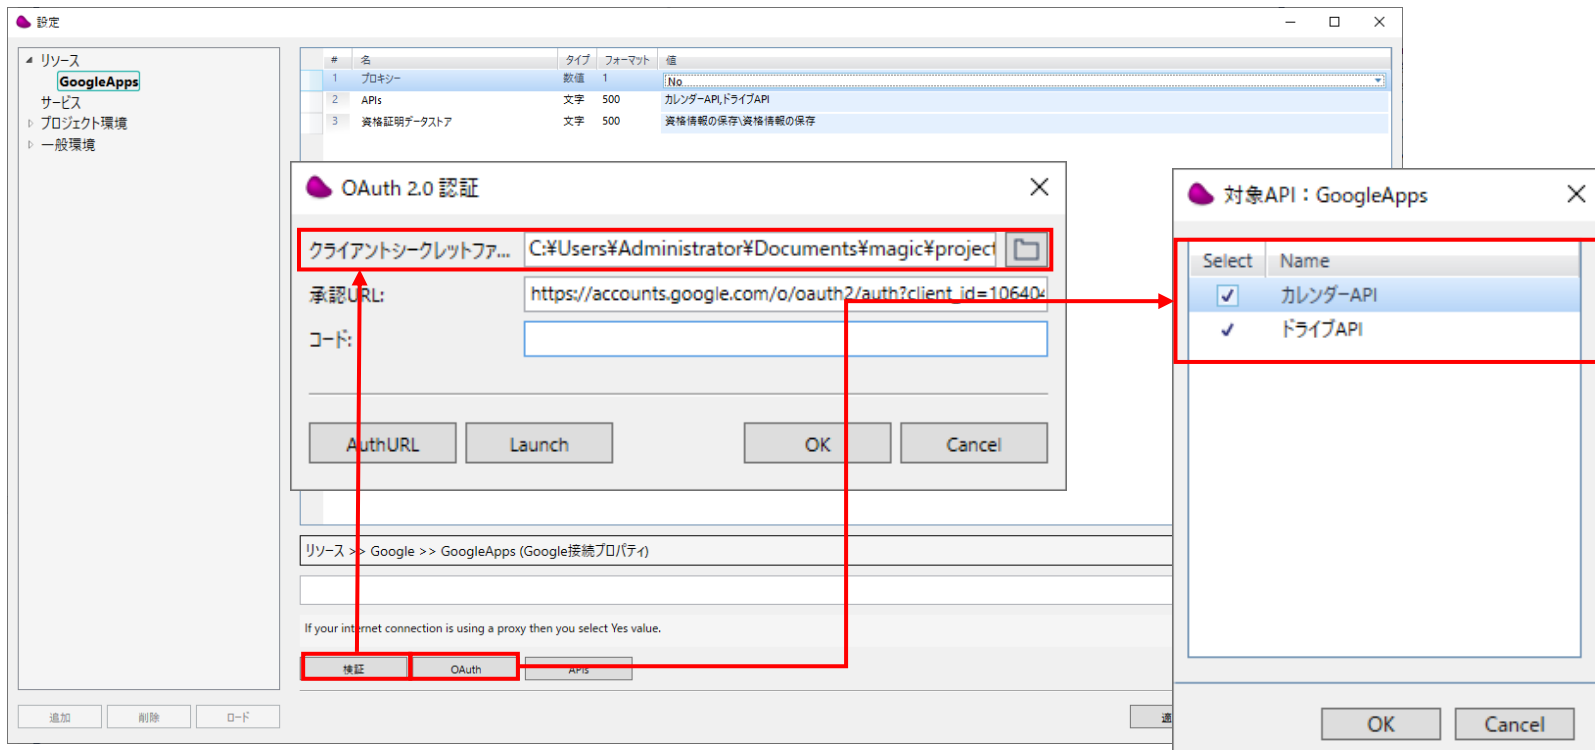 設定
リソース
GoogleApps
サービス
プロジェクト環境
一般環境
# 名 タイプ フォーマット 値
1 プロキシー 数値 1 No
2 APIs 文字 500 カレンダーAPI,ドライブAPI
3 資格証明データストア 文字 500 資格情報の保存\資格情報の保存
OAuth 2.0 認証
クライアントシークレットファ... C:¥Users¥Administrator¥Documents¥magic¥project
承認URL: https://accounts.google.com/o/oauth2/auth?client_id=106404
コード:
AuthURL Launch OK Cancel
対象API:GoogleApps
Select Name
カレンダーAPI
ドライブAPI
OK Cancel
リソース >> Google >> GoogleApps (Google接続プロパティ)
If your internet connection is using a proxy then you select Yes value.
検証 OAuth APIs
追加 削除 ロード
適